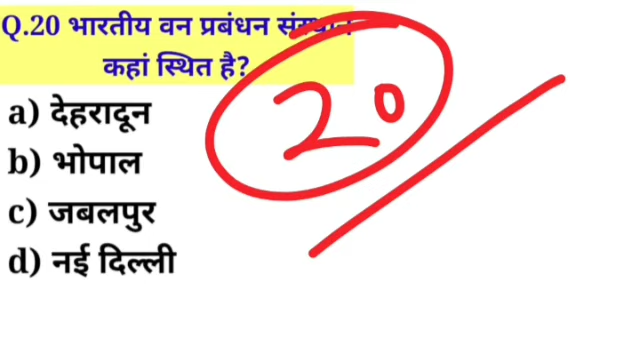 Q.20 भारतीय वन प्रबंधन संस्थान
कहां स्थित है?
20
a) देहरादून
b) भोपाल
c) जबलपुर
d) नई दिल्ली